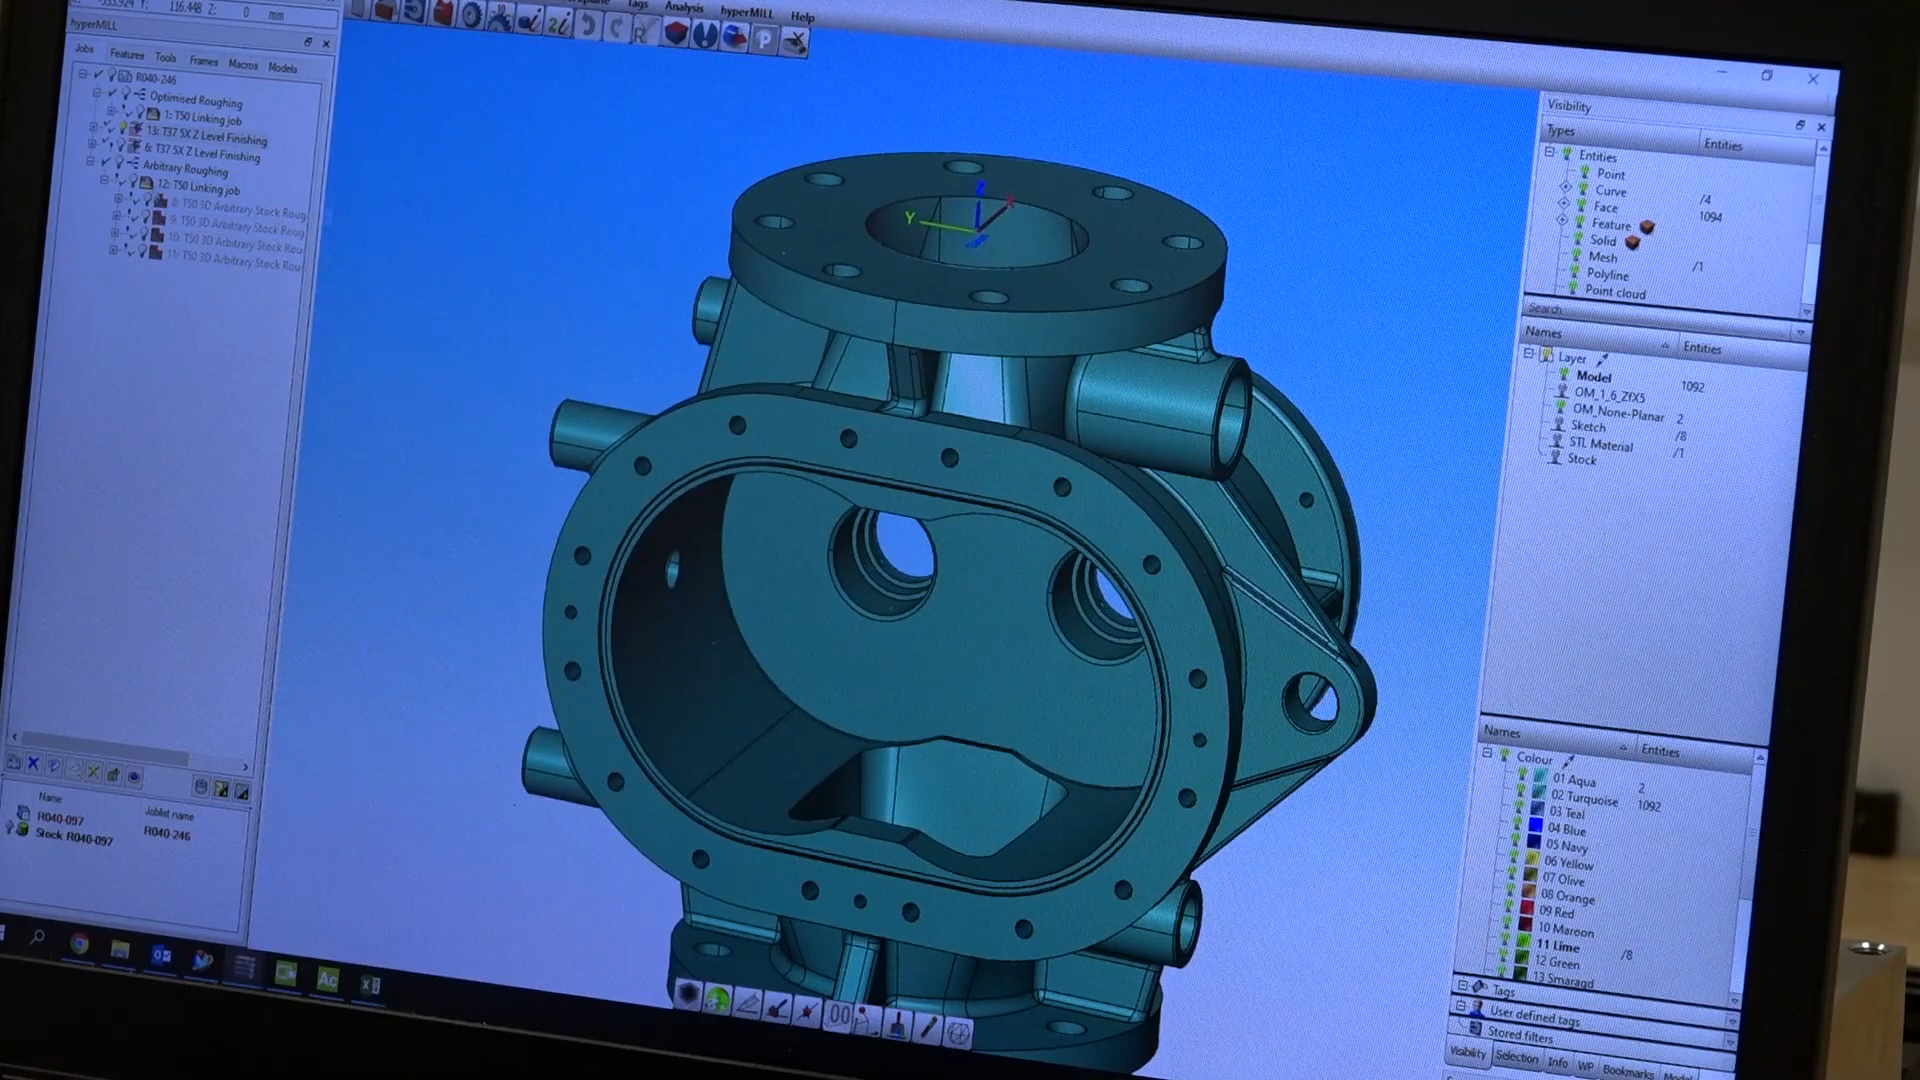 116.448 Z: 0 mm
hyperMILL
Jobs Features Tools Frames Macros Models
R040-246
Optimised Roughing
1: T50 Linking job
13: T37 5X Z Level Finishing
6: T37 5X Z Level Finishing
Arbitrary Roughing
12: T50 Linking job
8: T50 3D Arbitrary Stock Roug
9: T50 3D Arbitrary Stock Roug
10: T50 3D Arbitrary Stock Rou
11: T50 3D Arbitrary Stock Rou
Name Joblist name
R040-097 R040-246
Stock R040-097
Tags Analysis hyperMILL Help
Z
Y
X
Visibility
Types Entities
Entities
Point
Curve /4
Face 1094
Feature
Solid
Mesh /1
Polyline
Point cloud
Search
Names Entities
Layer
Model 1092
OM_1_6_ZfX5
OM_None-Planar 2
Sketch /8
STL Material /1
Stock
Names Entities
Colour
01 Aqua 2
02 Turquoise 1092
03 Teal
04 Blue
05 Navy
06 Yellow
07 Olive
08 Orange
09 Red
10 Maroon
11 Lime /8
12 Green
13 Smaragd
Tags
User defined tags
Stored filters
Visibility Selection Info WP Bookmarks Model
Ac